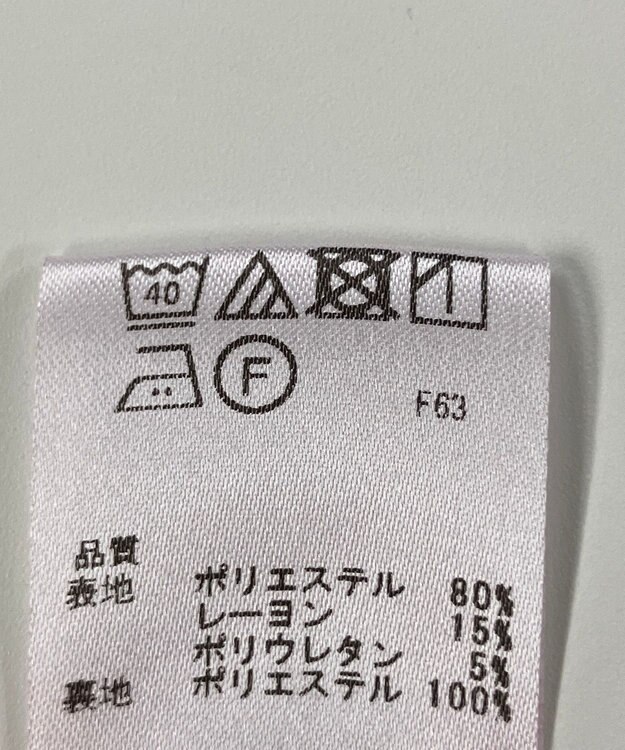 40
F
F63
品質
表地 ポリエステル 80%
レーヨン 15%
ポリウレタン 5%
裏地 ポリエステル 100%